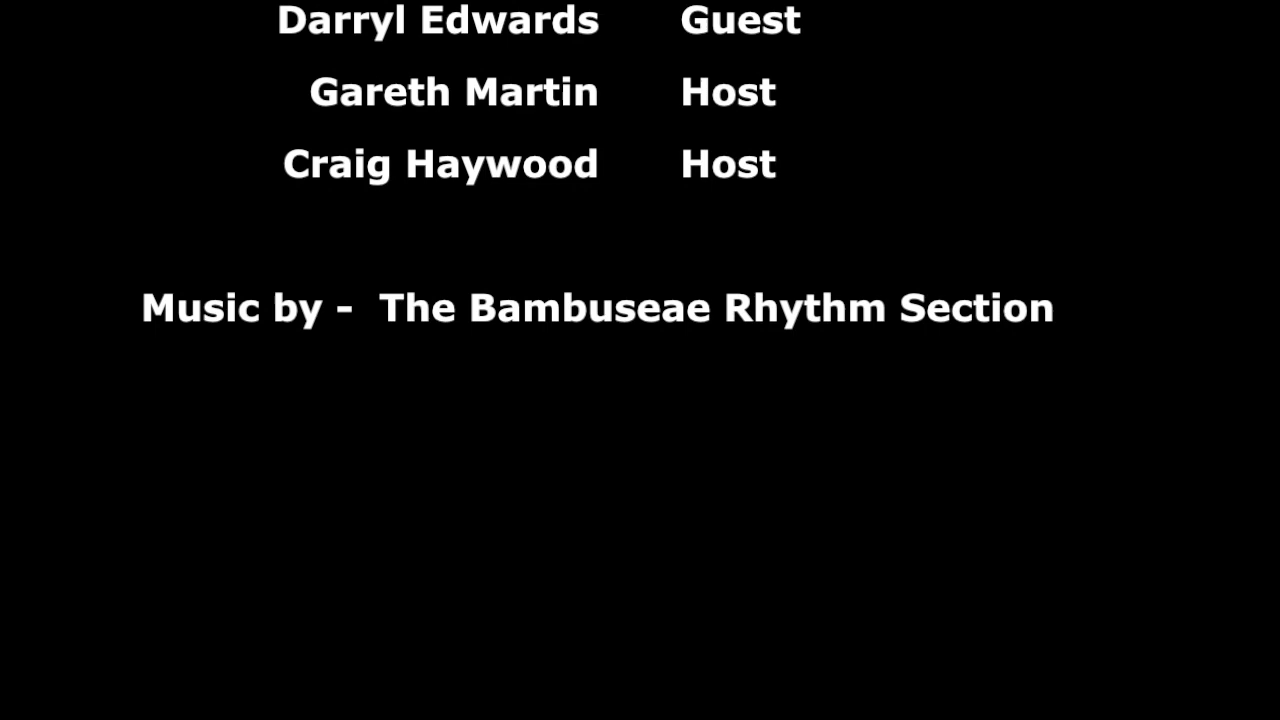 Darryl Edwards Guest
Gareth Martin Host
Craig Haywood Host
Music by - The Bambuseae Rhythm Section